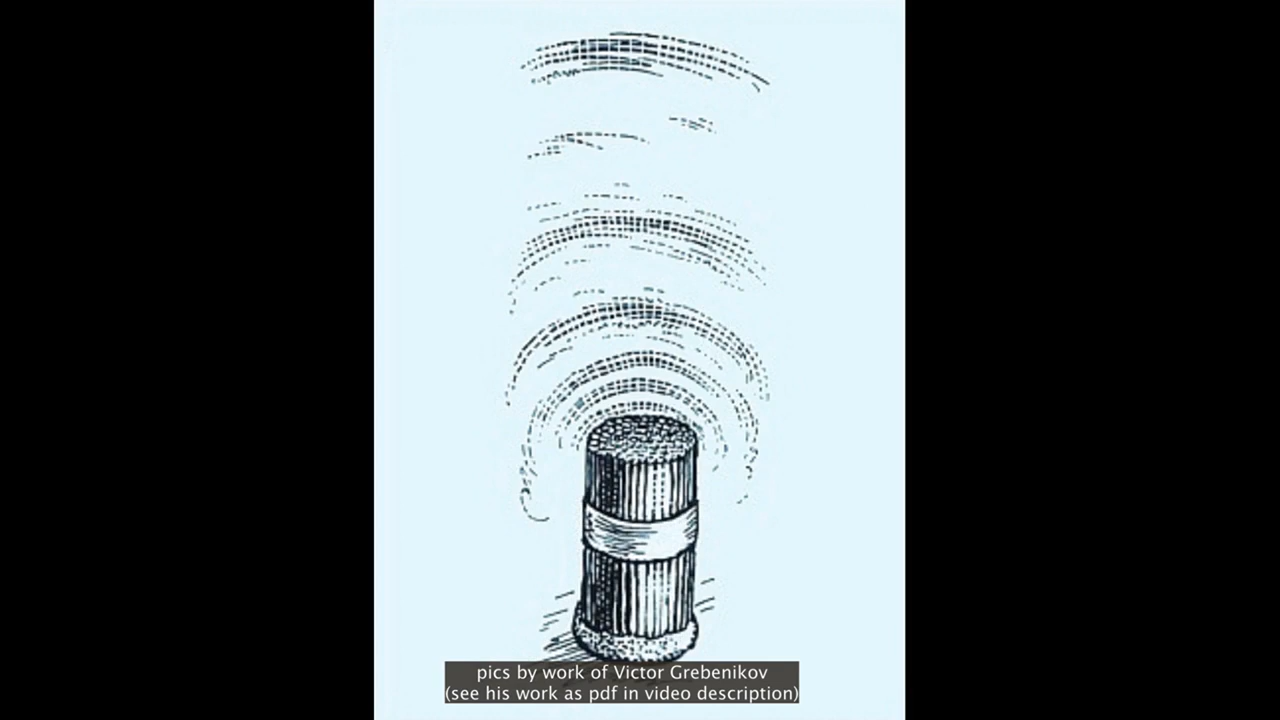 pics by work of Victor Grebenikov
(see his work as pdf in video description)